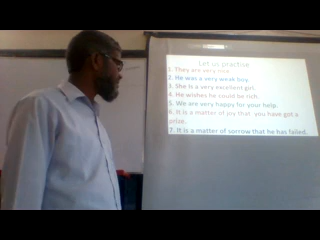 Let us practise
1. They are very tired
2. He was a very weak boy.
3. She is a very excellent girl.
4. He wishes he could be rich.
5. We are very happy for your help.
6. It is a matter of joy that you have got a
prize.
7. It is a matter of sorrow that he has failed.